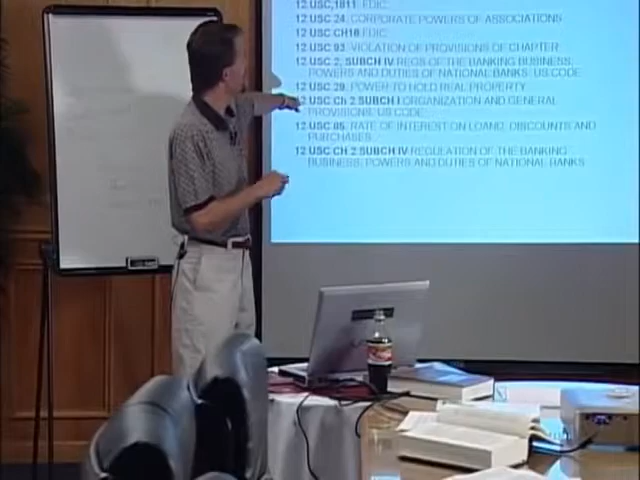 12 USC,1811 FDIC
12 USC 24. CORPORATE POWERS OF ASSOCIATIONS
12 USC CH16 FDIC
12 USC 93. VIOLATION OF PROVISIONS OF CHAPTER
12 USC 2, SUBCH IV REGS OF THE BANKING BUSINESS,
POWERS AND DUTIES OF NATIONAL BANKS. US CODE
12 USC 29. POWER TO HOLD REAL PROPERTY
12 USC Ch 2 SUBCH I ORGANIZATION AND GENERAL
PROVISIONS. US CODE
12 USC 85. RATE OF INTEREST ON LOANS, DISCOUNTS AND
PURCHASES
12 USC CH 2 SUBCH IV REGULATION OF THE BANKING
BUSINESS, POWERS AND DUTIES OF NATIONAL BANKS